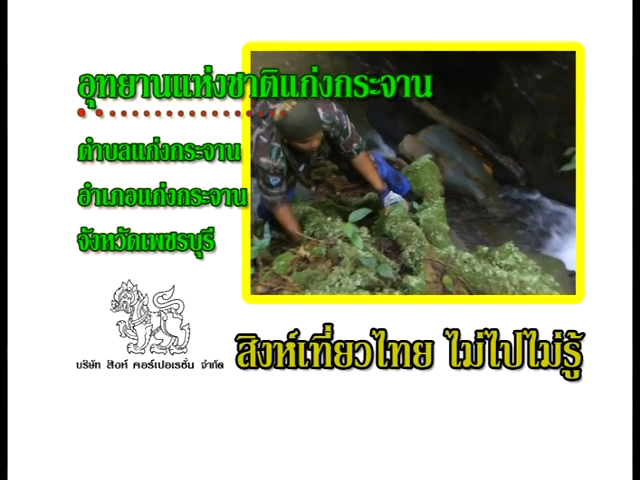 อุทยานแห่งชาติแก่งกระจาน
ตำบลแก่งกระจาน
อำเภอแก่งกระจาน
จังหวัดเพชรบุรี
บริษัท สิงห์ คอร์เปอเรชั่น จำกัด
สิงห์เที่ยวไทย ไม่ไปไม่รู้